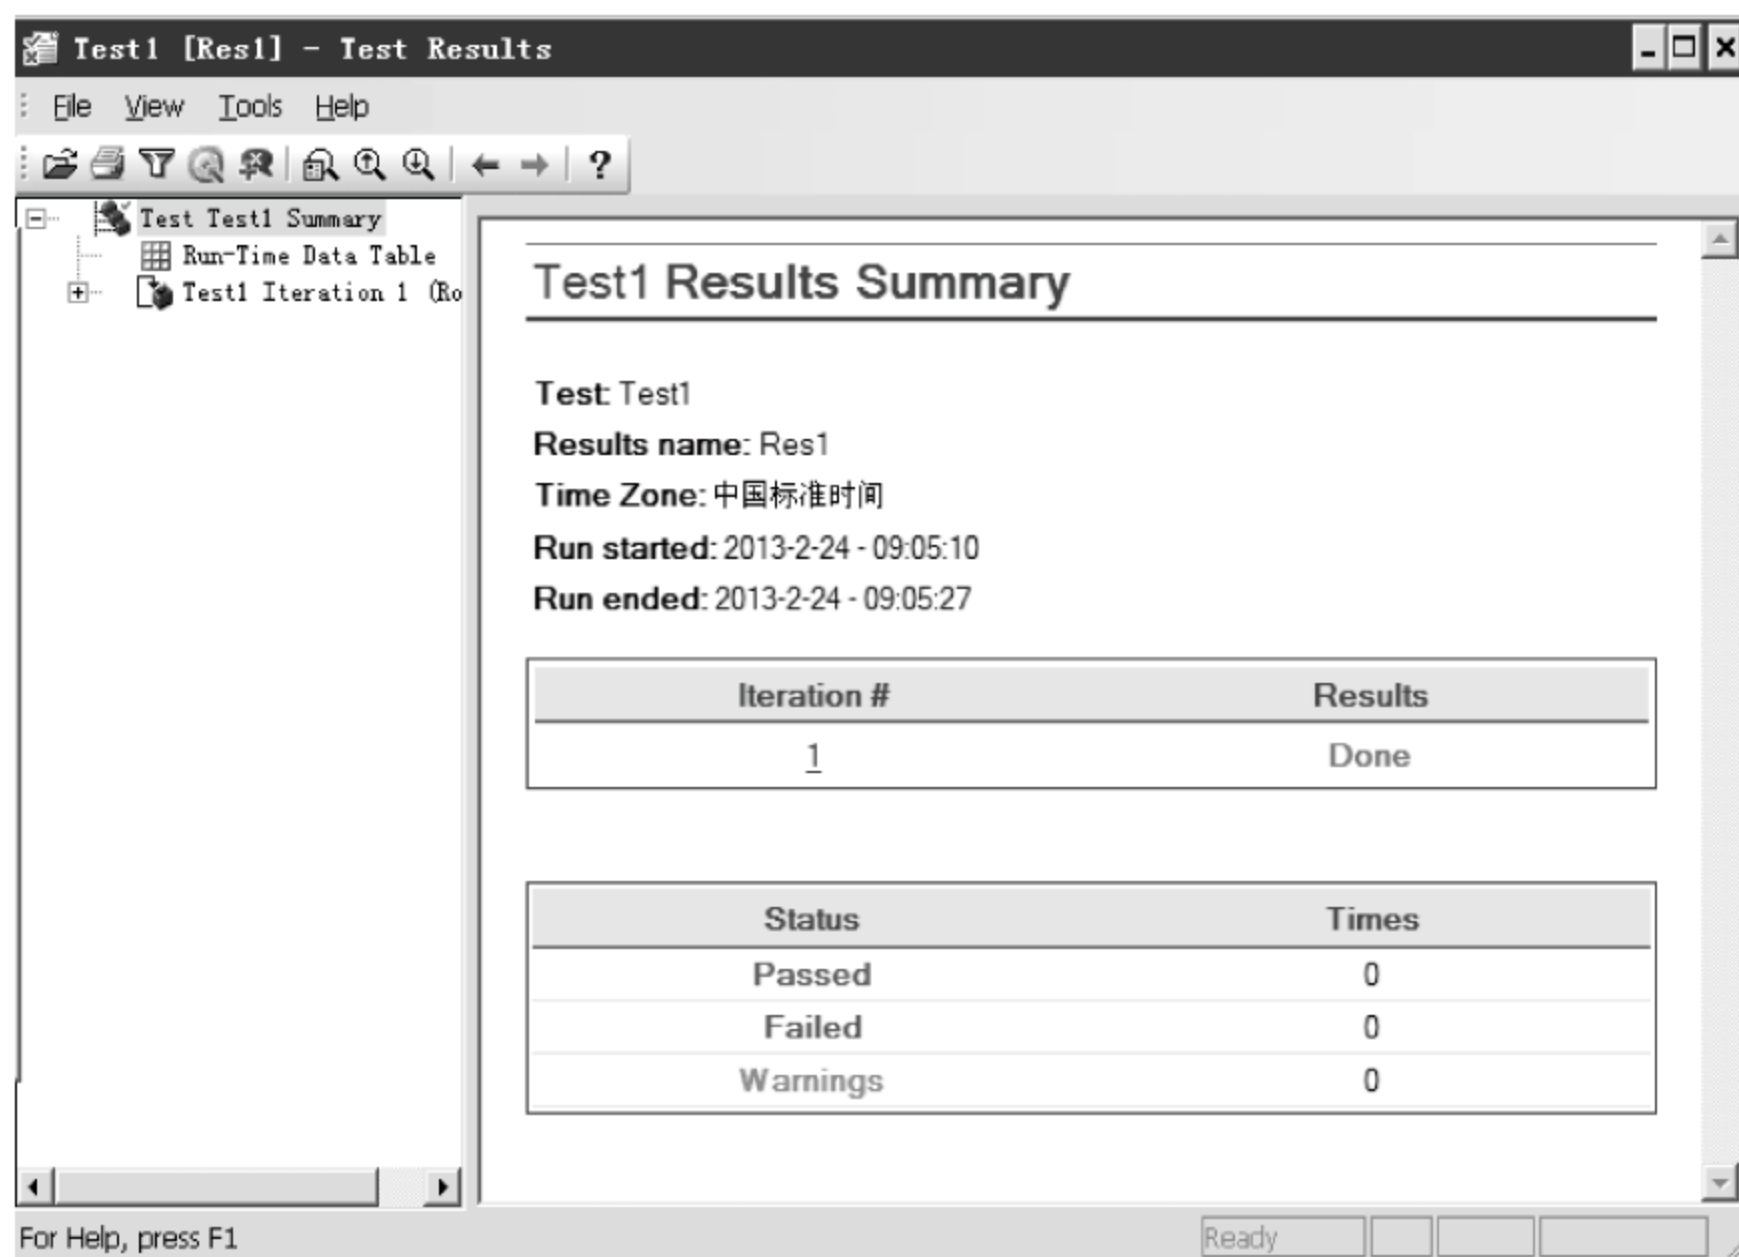 Test1 [Res1] - Test Results
File View Tools Help
Test Test1 Summary
Run-Time Data Table
Test1 Iteration 1 (Ro
Test1 Results Summary
Test: Test1
Results name: Res1
Time Zone: 中国标准时间
Run started: 2013-2-24 - 09:05:10
Run ended: 2013-2-24 - 09:05:27
Iteration # Results
1 Done
Status Times
Passed 0
Failed 0
Warnings 0
For Help, press F1
Ready